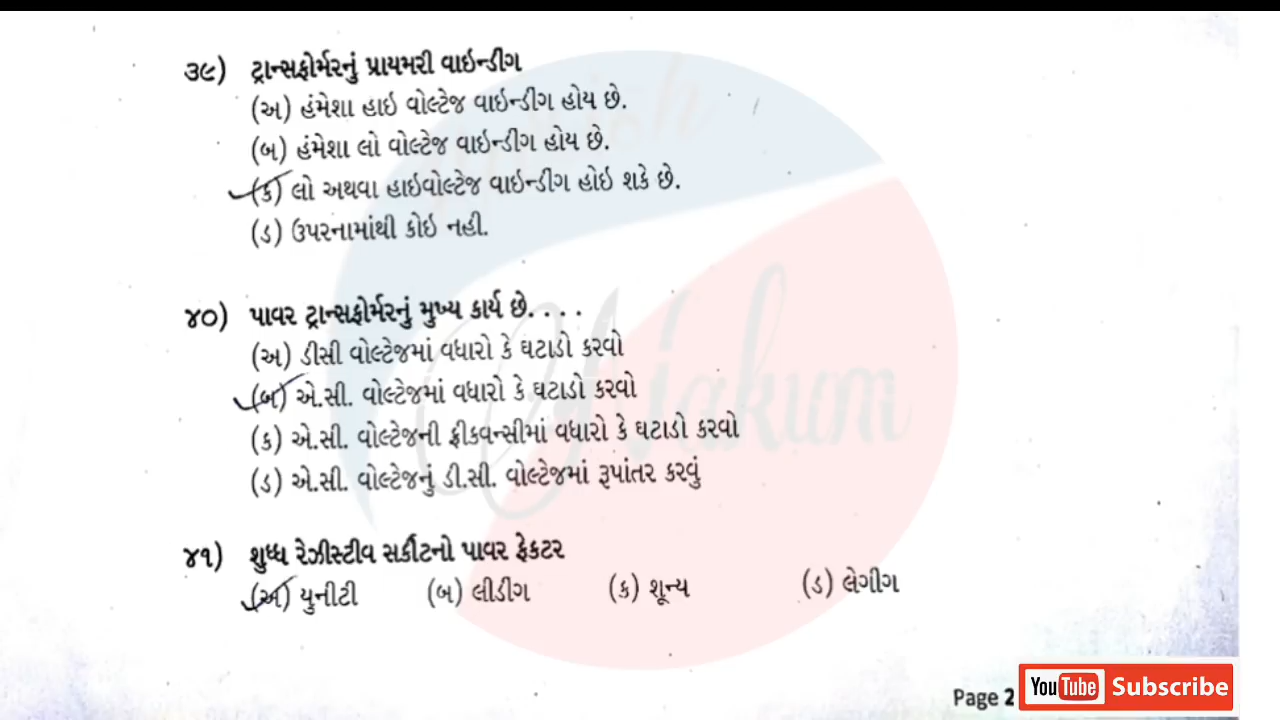 ૩૯) ટ્રાન્સફોર્મરનું પ્રાયમરી વાઇન્ડીગ
(અ) હંમેશા હાઇ વોલ્ટેજ વાઇન્ડીગ હોય છે.
(બ) હંમેશા લો વોલ્ટેજ વાઇન્ડીગ હોય છે.
(ક) લો અથવા હાઇવોલ્ટેજ વાઇન્ડીગ હોઇ શકે છે.
(ડ) ઉપરનામાંથી કોઇ નહી.
૪૦) પાવર ટ્રાન્સફોર્મરનું મુખ્ય કાર્ય છે. . . .
(અ) ડીસી વોલ્ટેજમાં વધારો કે ઘટાડો કરવો
(બ) એ.સી. વોલ્ટેજમાં વધારો કે ઘટાડો કરવો
(ક) એ.સી. વોલ્ટેજની ફ્રીકવન્સીમાં વધારો કે ઘટાડો કરવો
(ડ) એ.સી. વોલ્ટેજનું ડી.સી. વોલ્ટેજમાં રૂપાંતર કરવું
૪૧) શુધ્ધ રેઝીસ્ટીવ સર્કીટનો પાવર ફેકટર
(અ) યુનીટી (બ) લીડીગ (ક) શૂન્ય (ડ) લેગીગ
Page 2
YouTube Subscribe